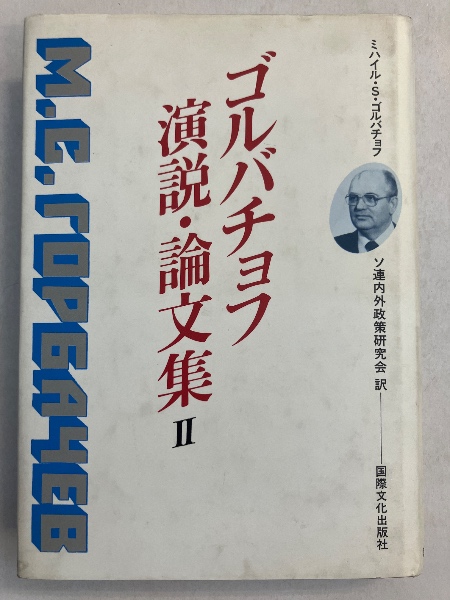 ミハイル・S・ゴルバチョフ
ソ連内外政策研究会 訳
国際文化出版社
ゴルバチョフ
演説・論文集 II
М.С. ГОРБАЧЕВ